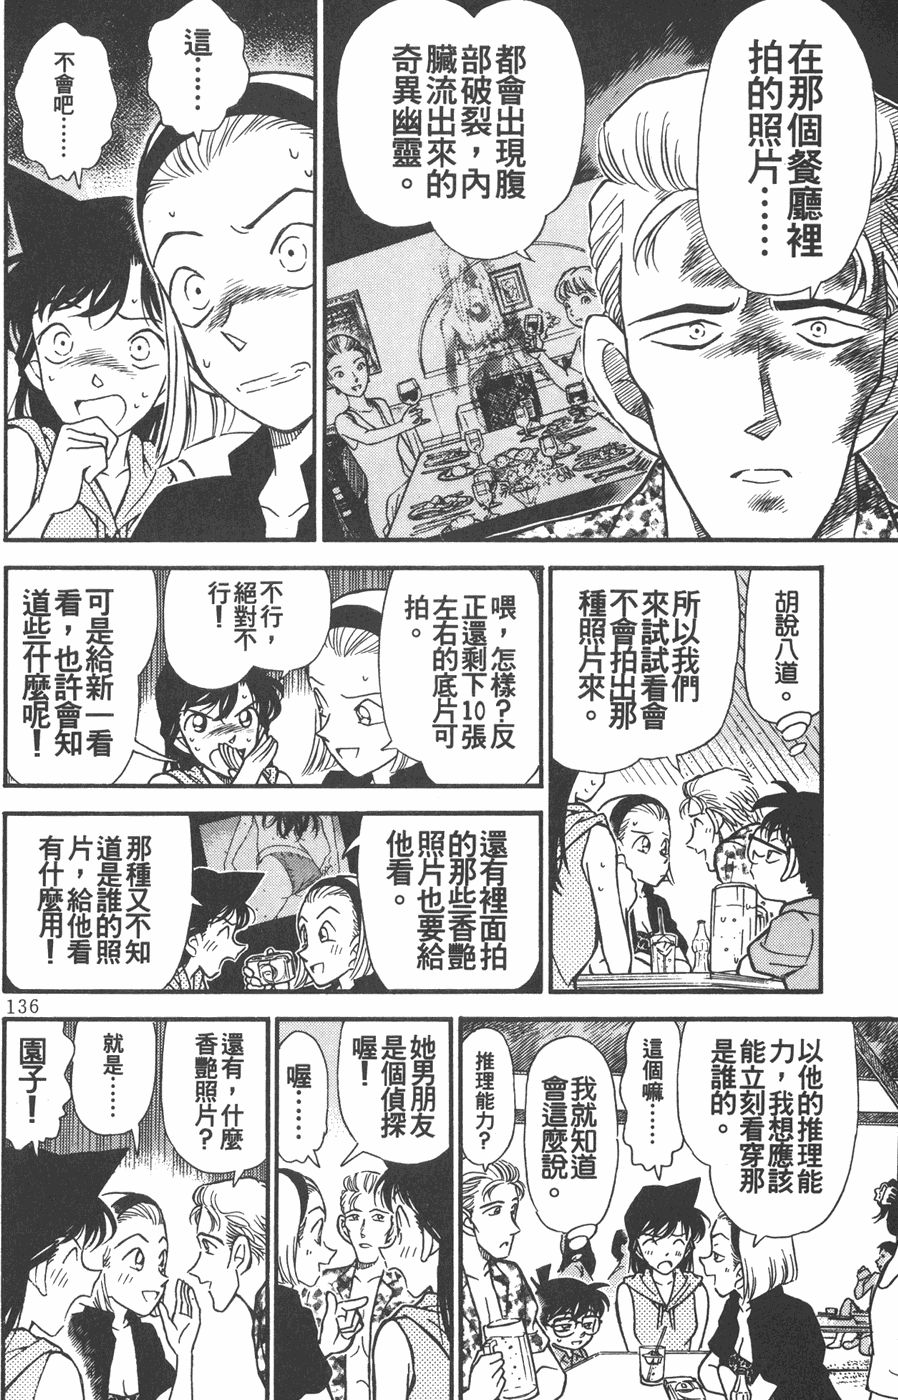 在那個餐廳裡
拍的照片……
都會出現腹
部破裂，內
臟流出來的
奇異幽靈。
這……
不會吧……
胡說八道。
所以我們
來試試看會
不會拍出那
種照片來。
喂，怎樣？反
正還剩下10張
左右的底片可
拍。
不行，
絕對不
行！
可是給新一看
看，也許會知
道些什麼呢！
還有裡面拍
的那些香艷
照片也要給
他看。
那種又不知
道是誰的照
片，給他看
有什麼用！
136
以他的推理能
力，我想應該
能立刻看穿那
是誰的。
這個嘛……
我就知道
會這麼說。
推理能力？
她男朋友
是個偵探
喔！
喔……
還有，什麼
香艷照片？
就是……
園子！